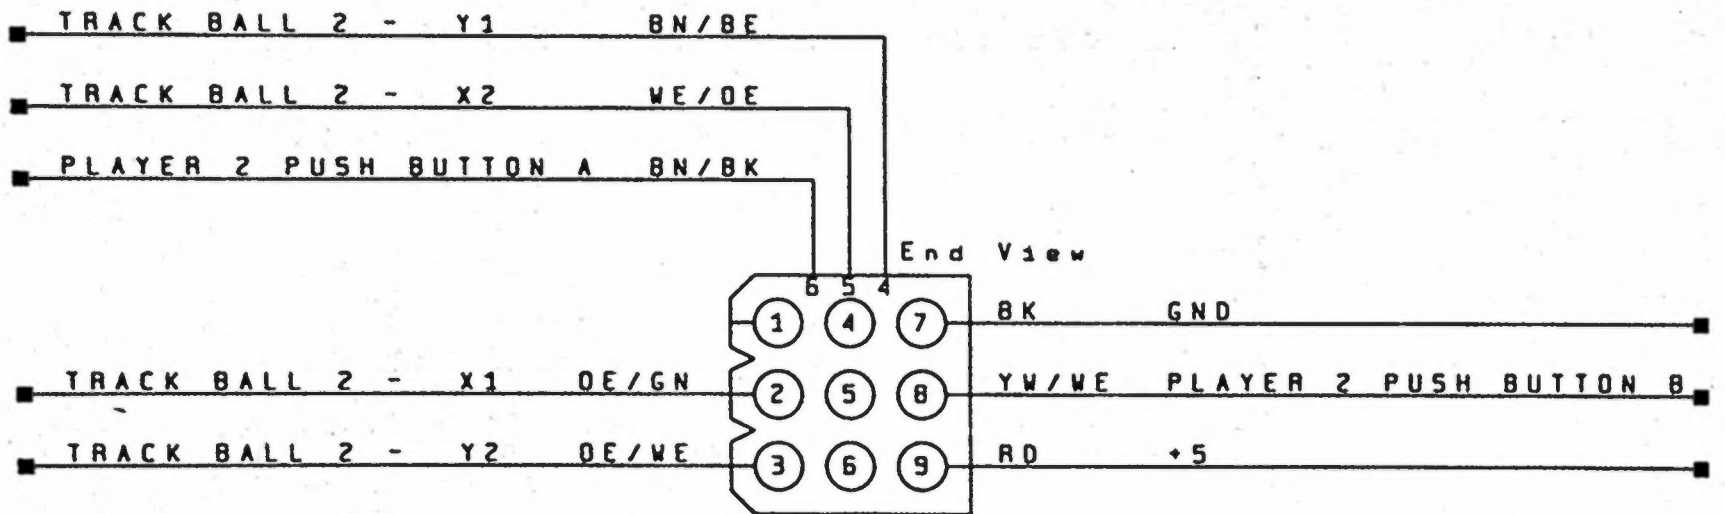 TRACK BALL 2 - Y1 BN/BE
TRACK BALL 2 - X2 WE/OE
PLAYER 2 PUSH BUTTON A BN/BK
End View
6 5 4
1 4 7 BK GND
TRACK BALL 2 - X1 OE/GN 2 5 8 YW/WE PLAYER 2 PUSH BUTTON B
TRACK BALL 2 - Y2 OE/WE 3 6 9 RD +5